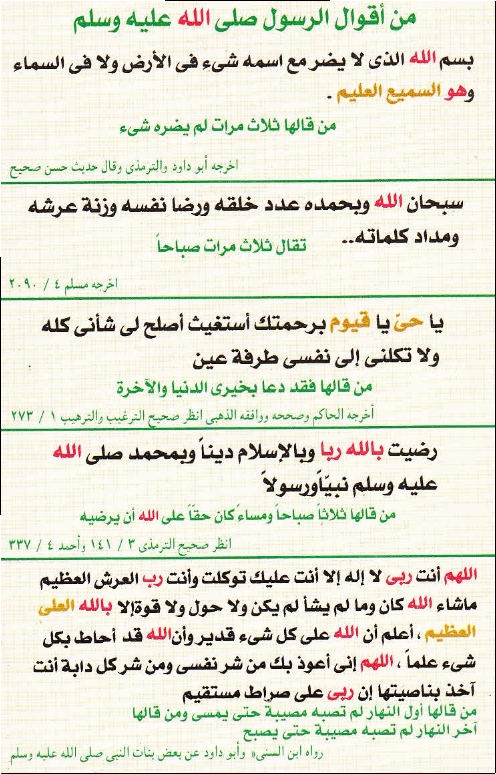 من أقوال الرسول صلى الله عليه وسلم
بسم الله الذى لا يضر مع اسمه شىء فى الأرض ولا فى السماء
وهو السميع العليم .
من قالها ثلاث مرات لم يضره شىء
اخرجه أبو داود والترمذى وقال حديث حسن صحيح
سبحان الله وبحمده عدد خلقه ورضا نفسه وزنة عرشه
ومداد كلماته..
تقال ثلاث مرات صباحاً
اخرجه مسلم ٤ / ٢٠٩٠
يا حىّ يا قيوم برحمتك أستغيث أصلح لى شأنى كله
ولا تكلنى إلى نفسى طرفة عين
من قالها فقد دعا بخيرى الدنيا والآخرة
أخرجه الحاكم وصححه ووافقه الذهبى انظر صحيح الترغيب والترهيب ١ / ٢٧٣
رضيت بالله ربا وبالإسلام ديناً وبمحمد صلى الله
عليه وسلم نبيّاً ورسولاً
من قالها ثلاثاً صباحاً ومساءً كان حقاً على الله أن يرضيه
انظر صحيح الترمذى ٣ / ١٤١ وأحمد ٤ / ٣٣٧
اللهم أنت ربى لا إله إلا أنت عليك توكلت وأنت رب العرش العظيم
ماشاء الله كان وما لم يشأ لم يكن ولا حول ولا قوة إلا بالله العلى
العظيم ، أعلم أن الله على كل شىء قدير وأن الله قد أحاط بكل
شىء علماً ، اللهم إنى أعوذ بك من شر نفسى ومن شر كل دابة أنت
آخذ بناصيتها إن ربى على صراط مستقيم
من قالها أول النهار لم تصبه مصيبة حتى يمسى ومن قالها
آخر النهار لم تصبه مصيبة حتى يصبح
رواه ابن السنى« وأبو داود عن بعض بنات النبى صلى الله عليه وسلم